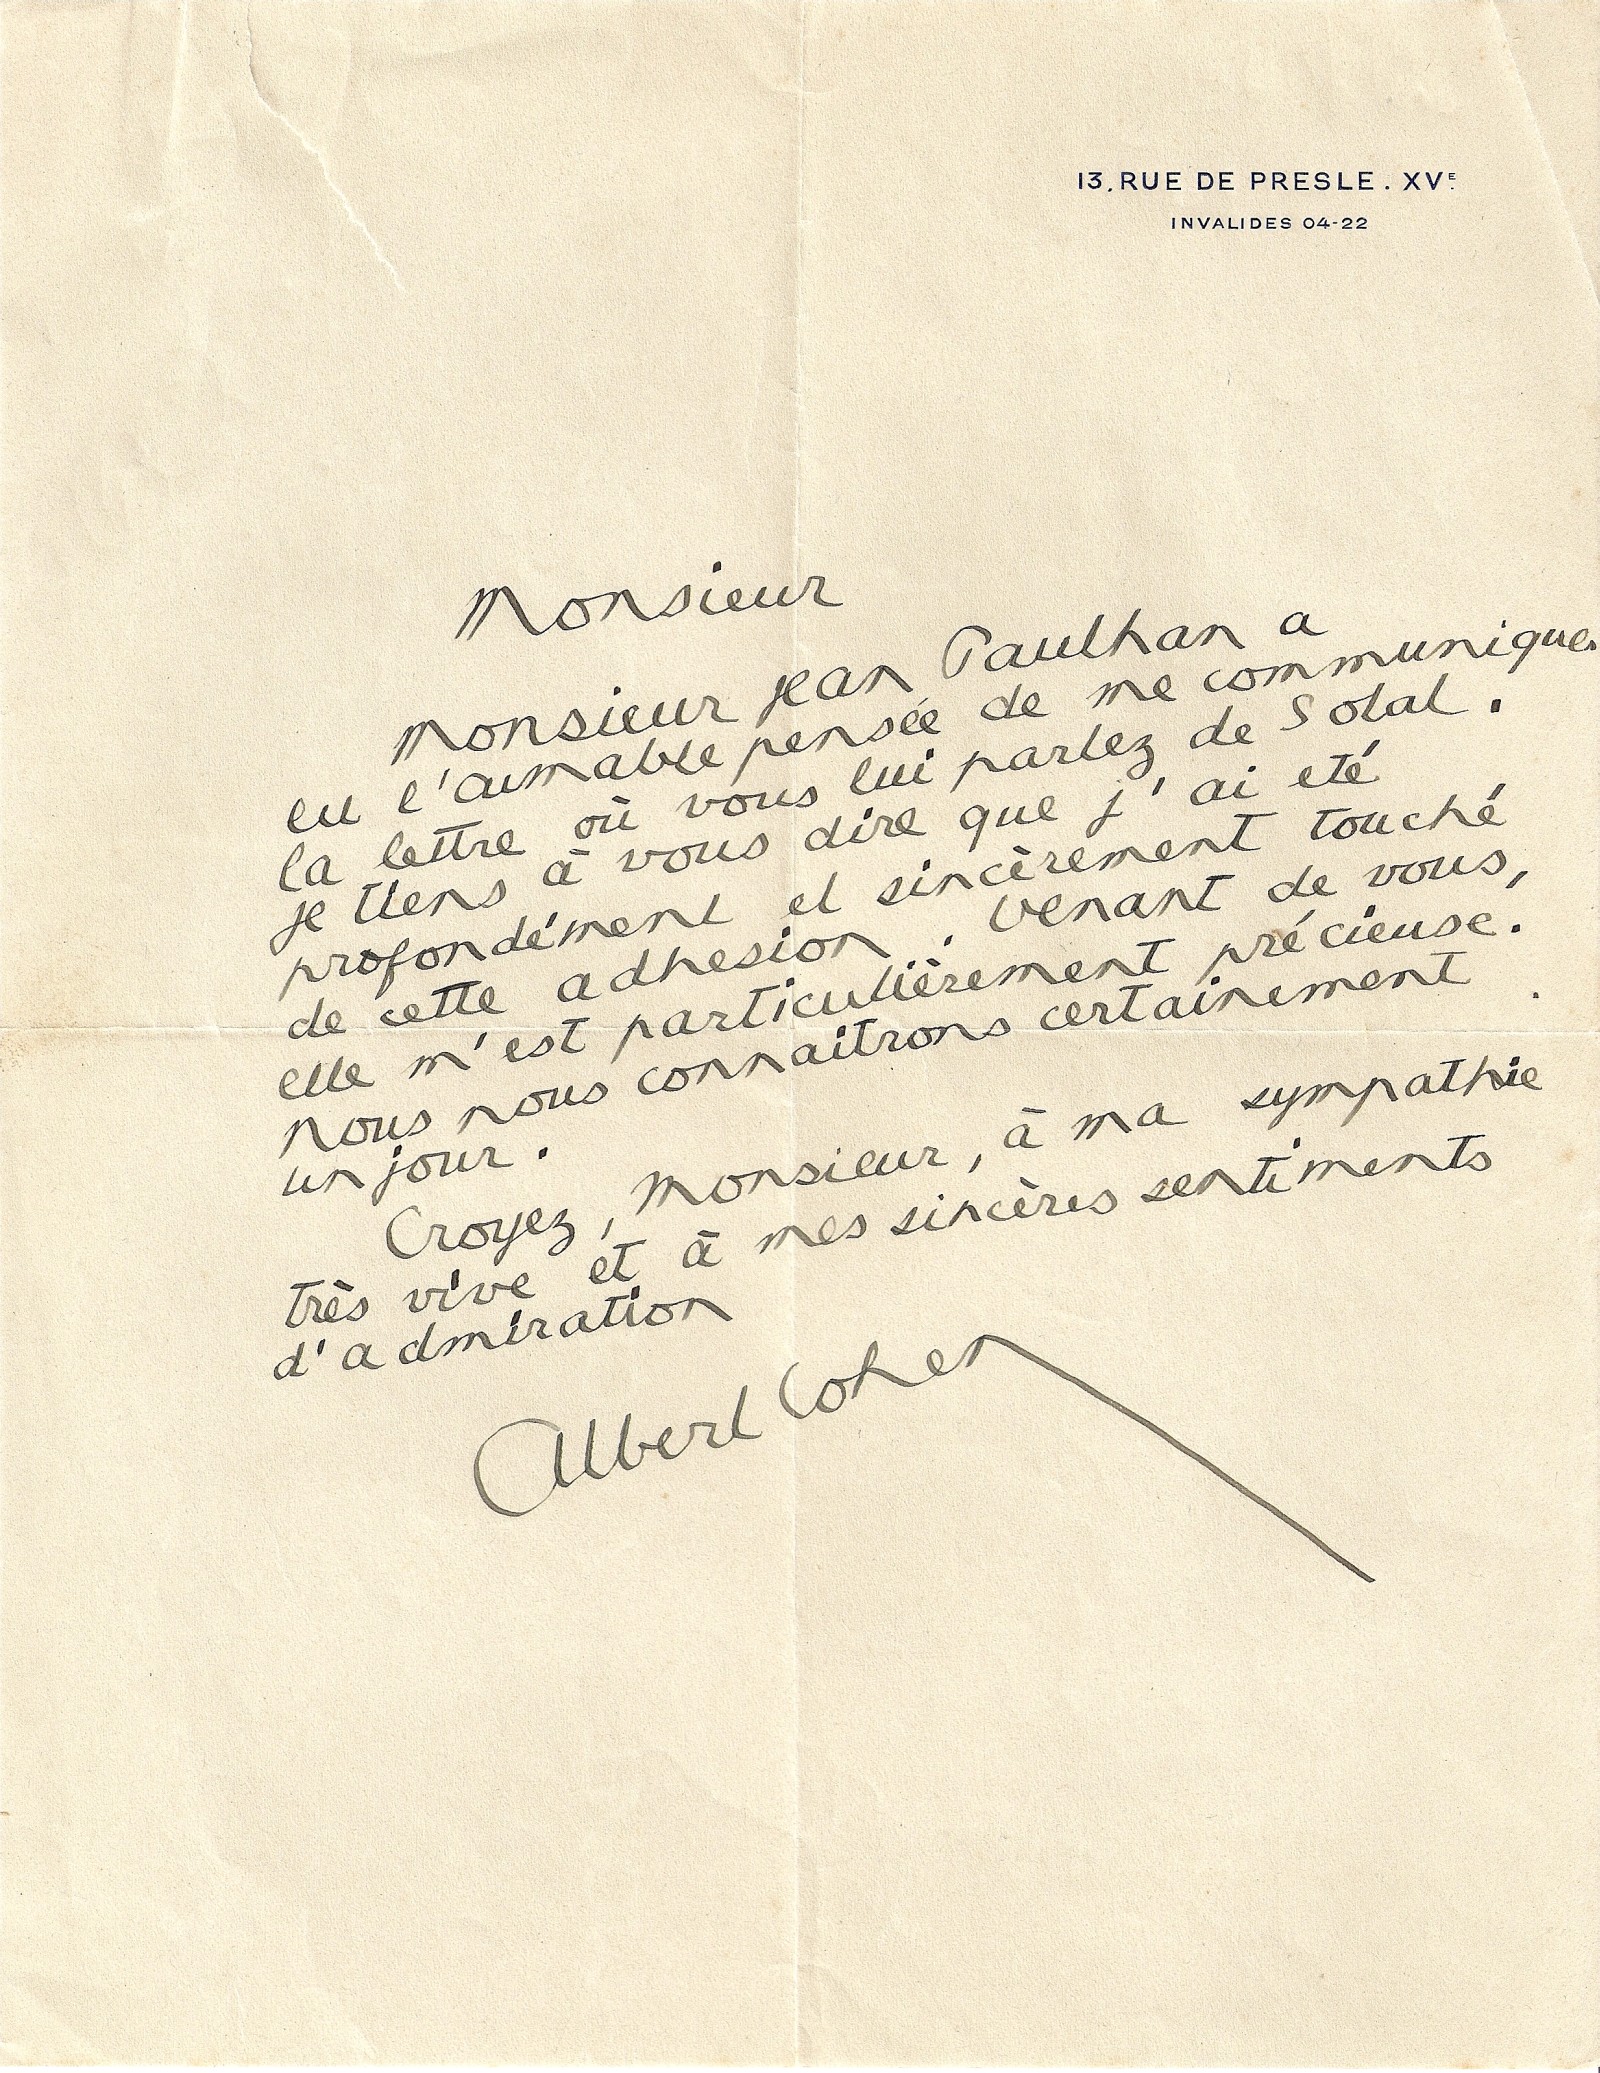 13, RUE DE PRESLE. XVE
INVALIDES 04-22
Monsieur
Monsieur Jean Paulhan a
eu l'aimable pensée de me communiquer
la lettre où vous lui parlez de Solal.
je tiens à vous dire que j'ai eté
profondément et sincèrement touché
de cette adhesion. Venant de vous,
elle m'est particulièrement précieuse.
Nous nous connaitrons certainement
un jour.
Croyez, Monsieur, à ma sympathie
très vive et à mes sincères sentiments
d'admiration
Albert Cohen